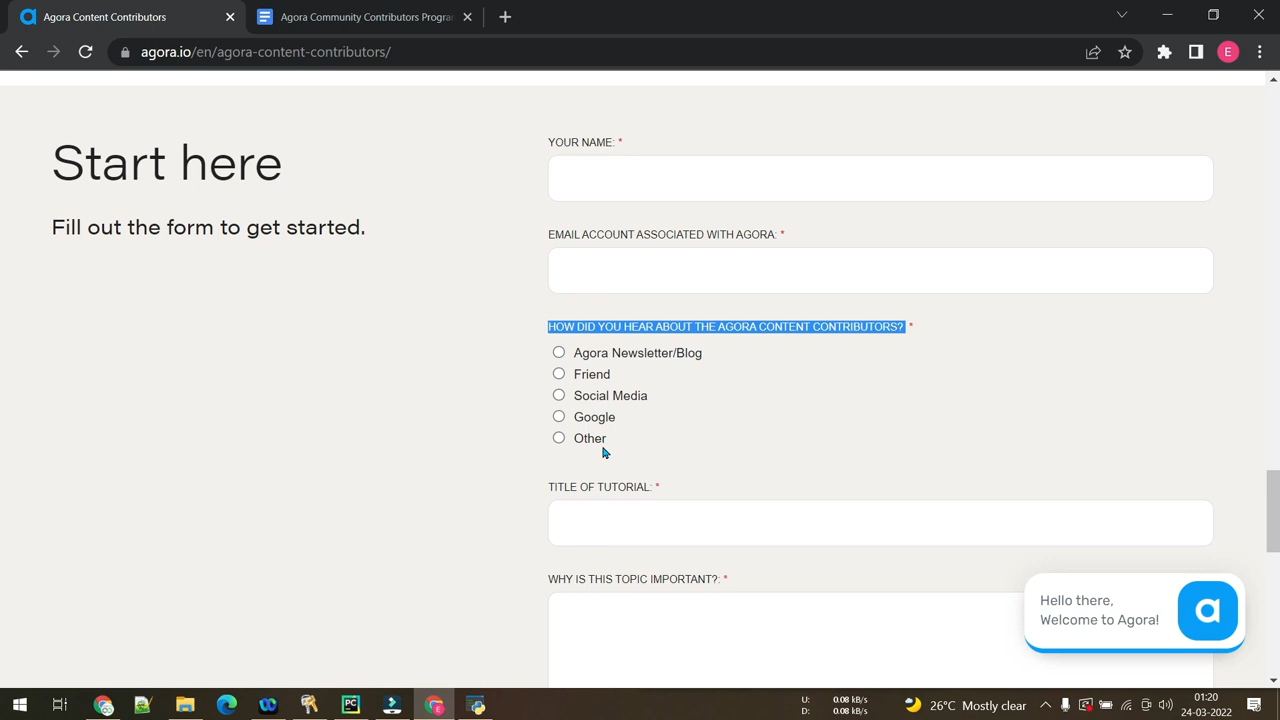 Agora Content Contributors
Agora Community Contributors Progra
agora.io/en/agora-content-contributors/
E
Start here
Fill out the form to get started.
YOUR NAME: *
EMAIL ACCOUNT ASSOCIATED WITH AGORA: *
HOW DID YOU HEAR ABOUT THE AGORA CONTENT CONTRIBUTORS? *
Agora Newsletter/Blog
Friend
Social Media
Google
Other
TITLE OF TUTORIAL: *
WHY IS THIS TOPIC IMPORTANT?: *
Hello there,
Welcome to Agora!
a
U: 0.08 kB/s
D: 0.08 kB/s
26°C Mostly clear
01:20
24-03-2022